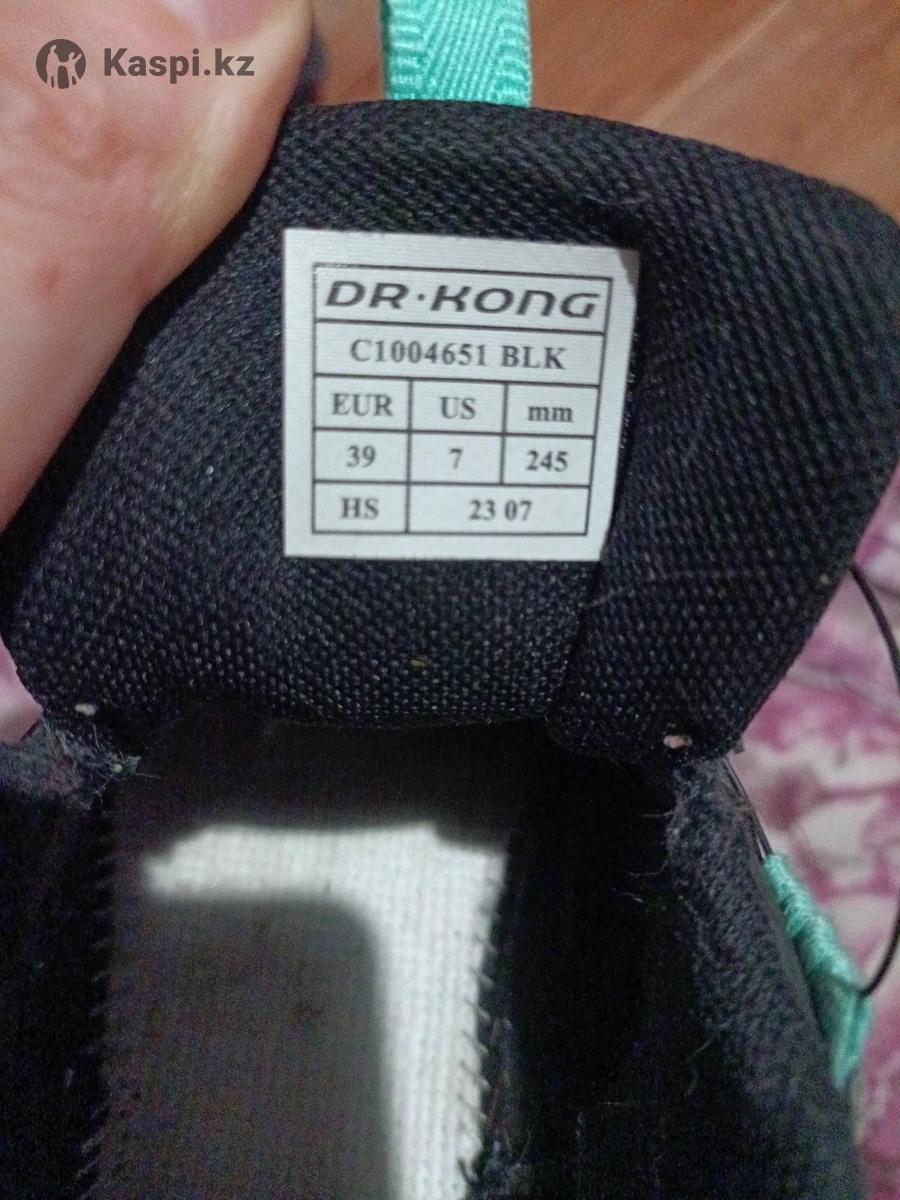 Kaspi.kz
DR·KONG
C1004651 BLK
EUR US mm
39 7 245
HS 23 07